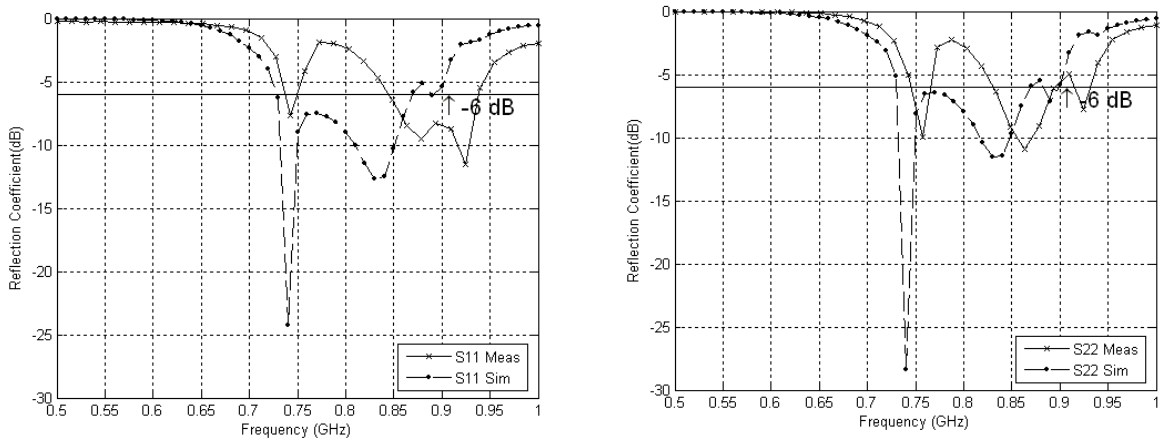 0
-5
-10
-15
-20
-25
-30
Reflection Coefficient(dB)
↑ -6 dB
S11 Meas
S11 Sim
0.5 0.55 0.6 0.65 0.7 0.75 0.8 0.85 0.9 0.95 1
Frequency (GHz)
0
-5
-10
-15
-20
-25
-30
Reflection Coefficient(dB)
↑ -6 dB
S22 Meas
S22 Sim
0.5 0.55 0.6 0.65 0.7 0.75 0.8 0.85 0.9 0.95 1
Frequency (GHz)